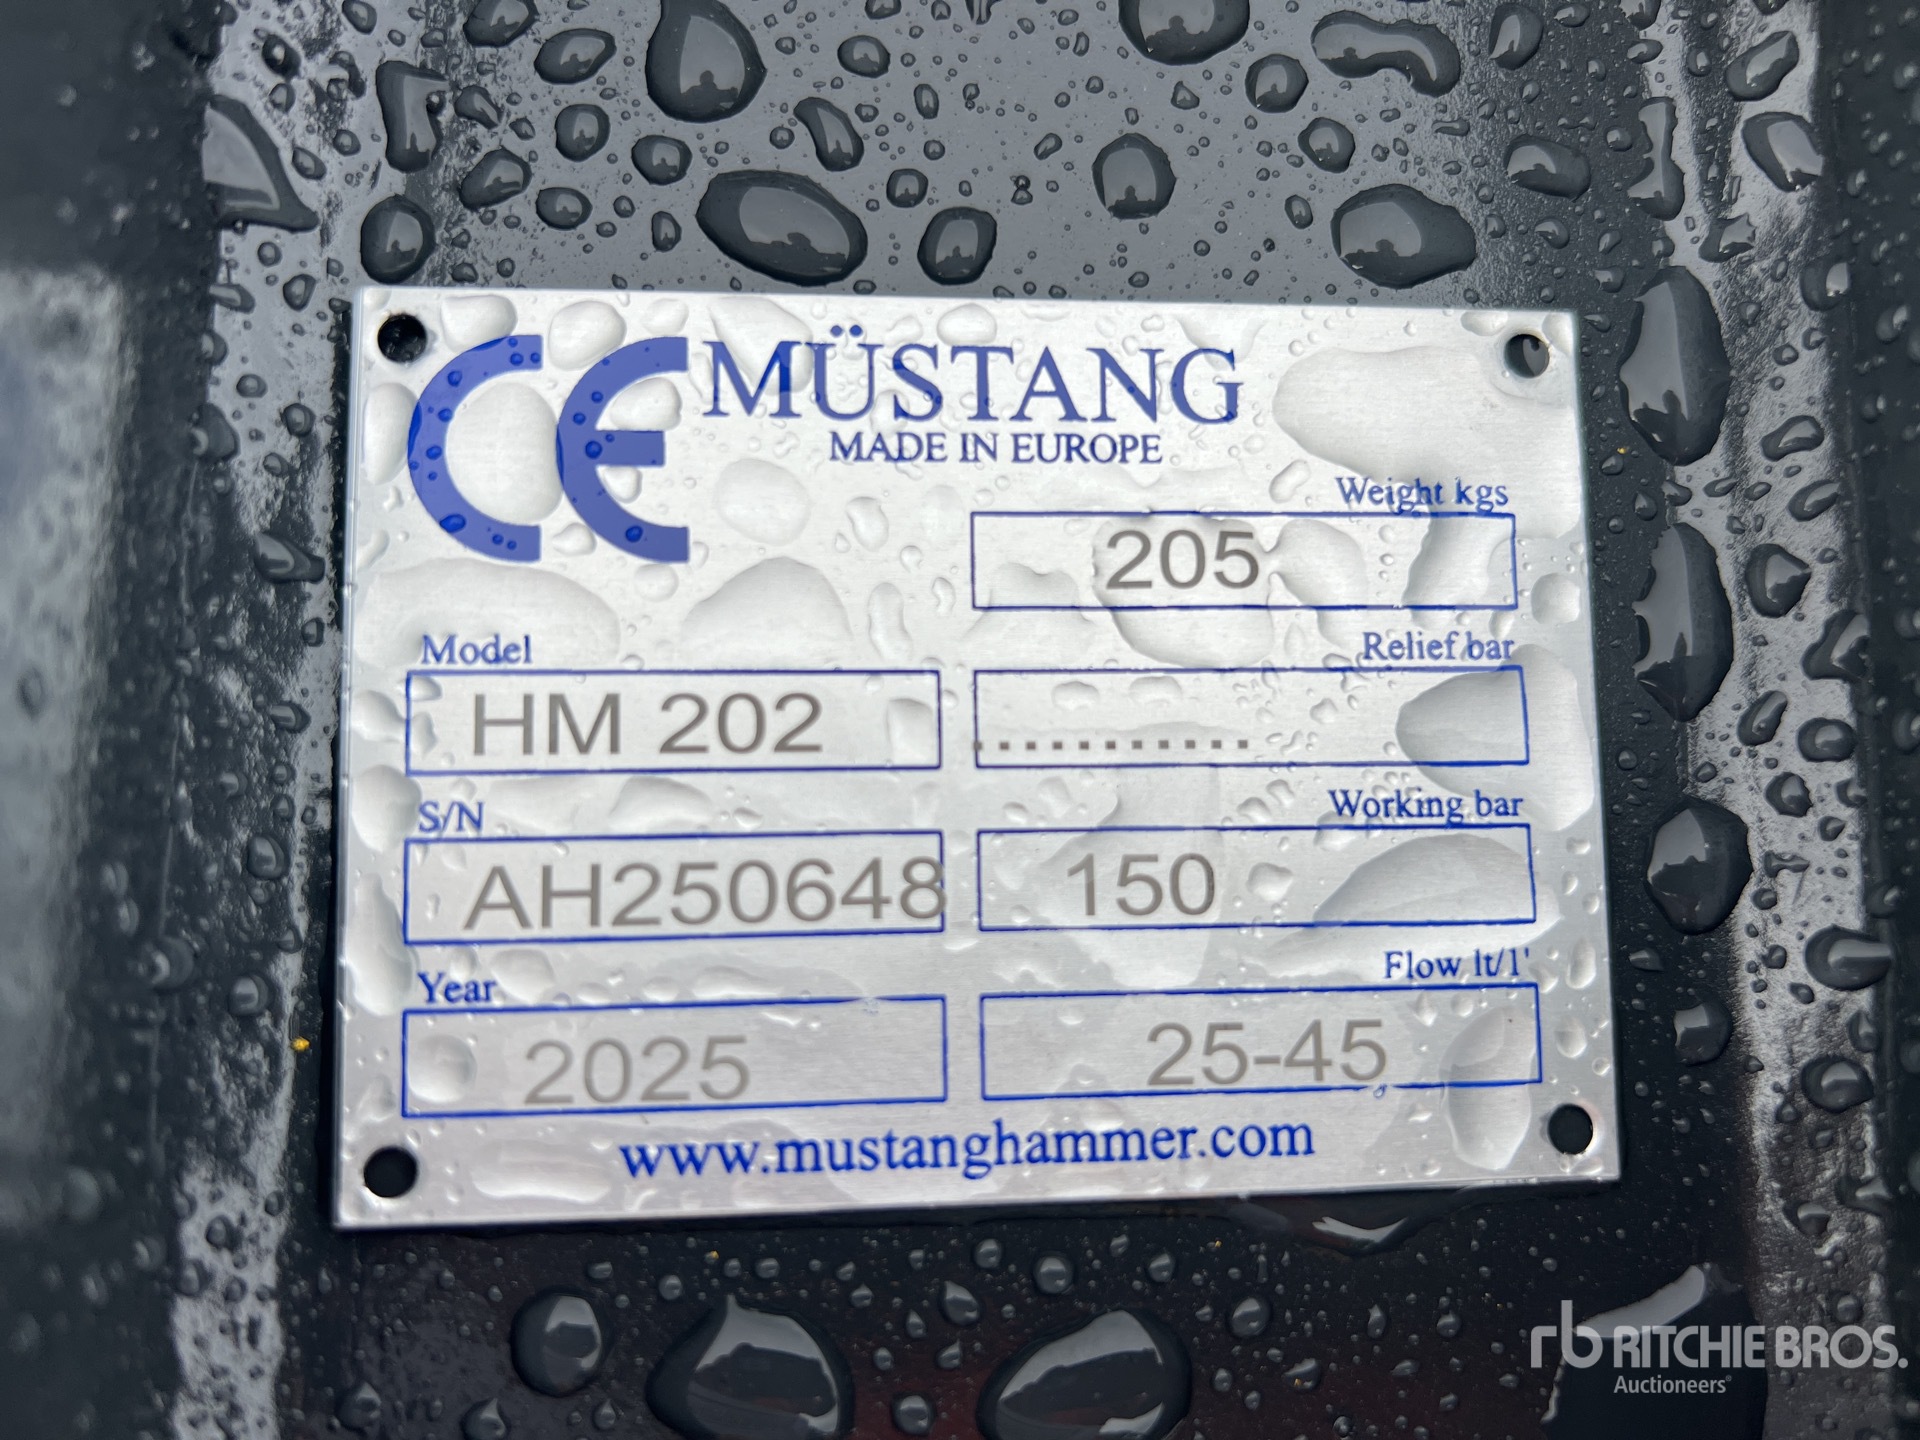 CE MÜSTANG
MADE IN EUROPE
Weight kgs
205
Model
HM 202
Relief bar
...........
S/N
AH250648
Working bar
150
Year
2025
Flow lt/1'
25-45
www.mustanghammer.com
rb RITCHIE BROS.
Auctioneers